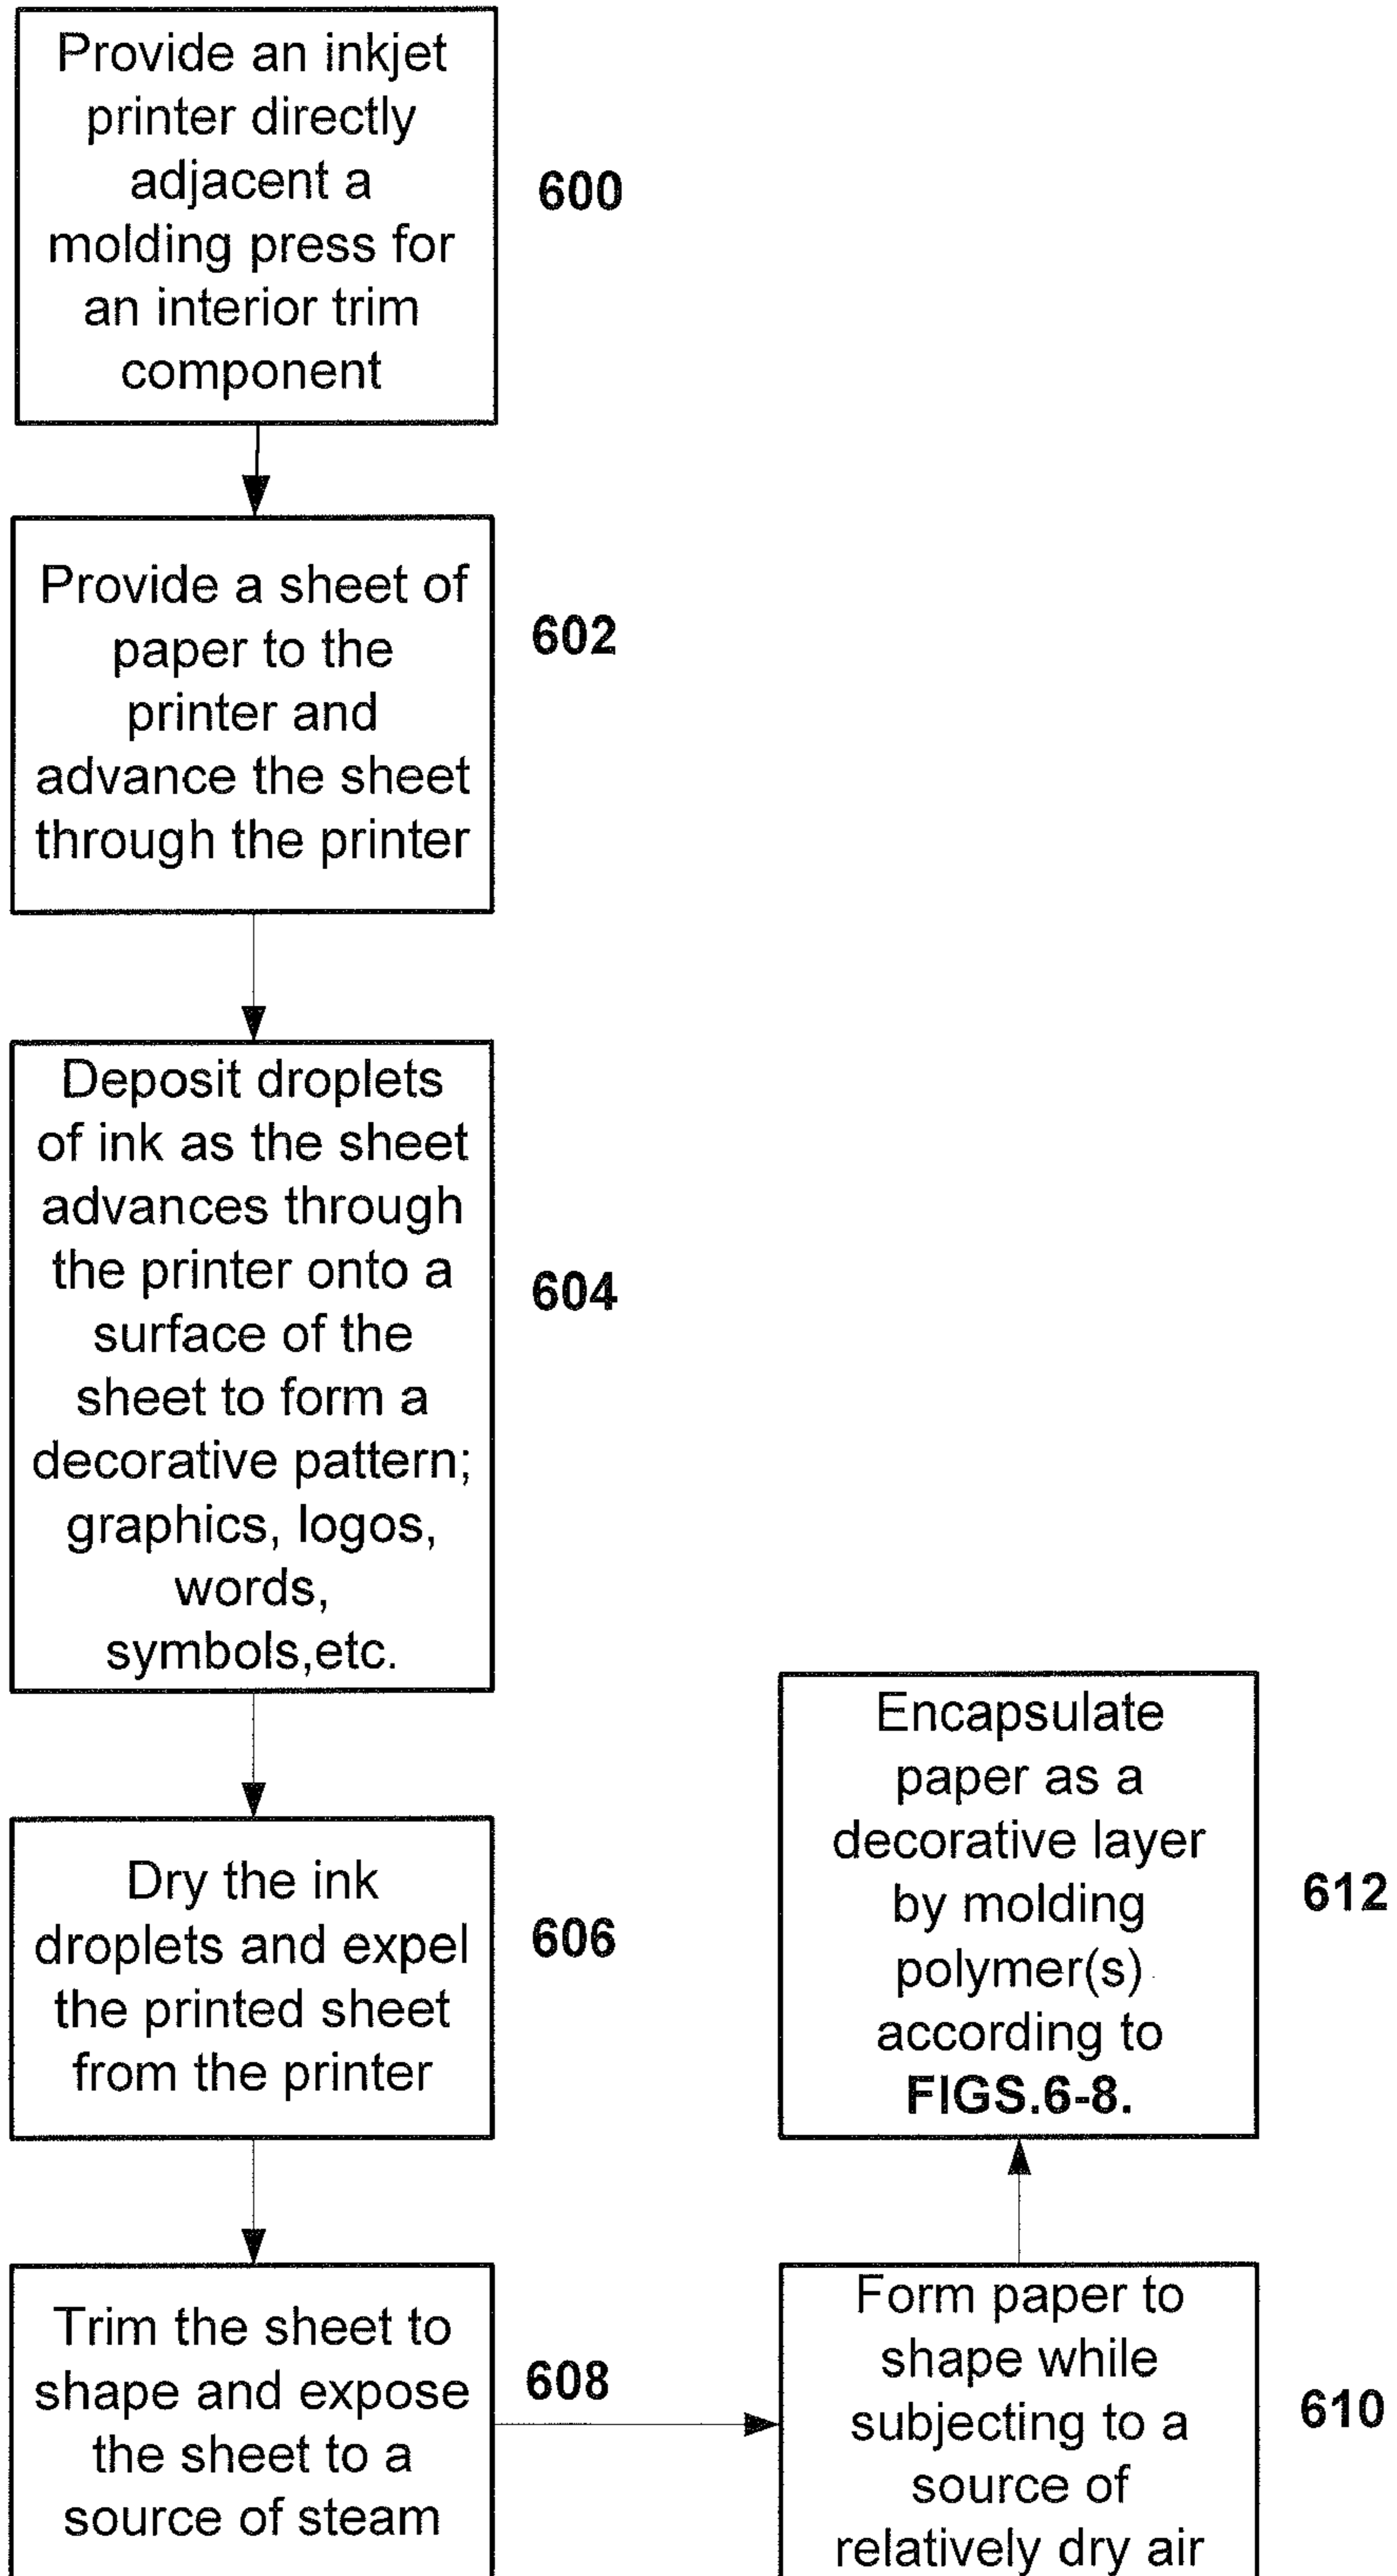 Provide an inkjet
printer directly
adjacent a
molding press for
an interior trim
component
600
Provide a sheet of
paper to the
printer and
advance the sheet
through the printer
602
Deposit droplets
of ink as the sheet
advances through
the printer onto a
surface of the
sheet to form a
decorative pattern;
graphics, logos,
words,
symbols,etc.
604
Dry the ink
droplets and expel
the printed sheet
from the printer
606
Trim the sheet to
shape and expose
the sheet to a
source of steam
608
Form paper to
shape while
subjecting to a
source of
relatively dry air
610
Encapsulate
paper as a
decorative layer
by molding
polymer(s)
according to
FIGS.6-8.
612